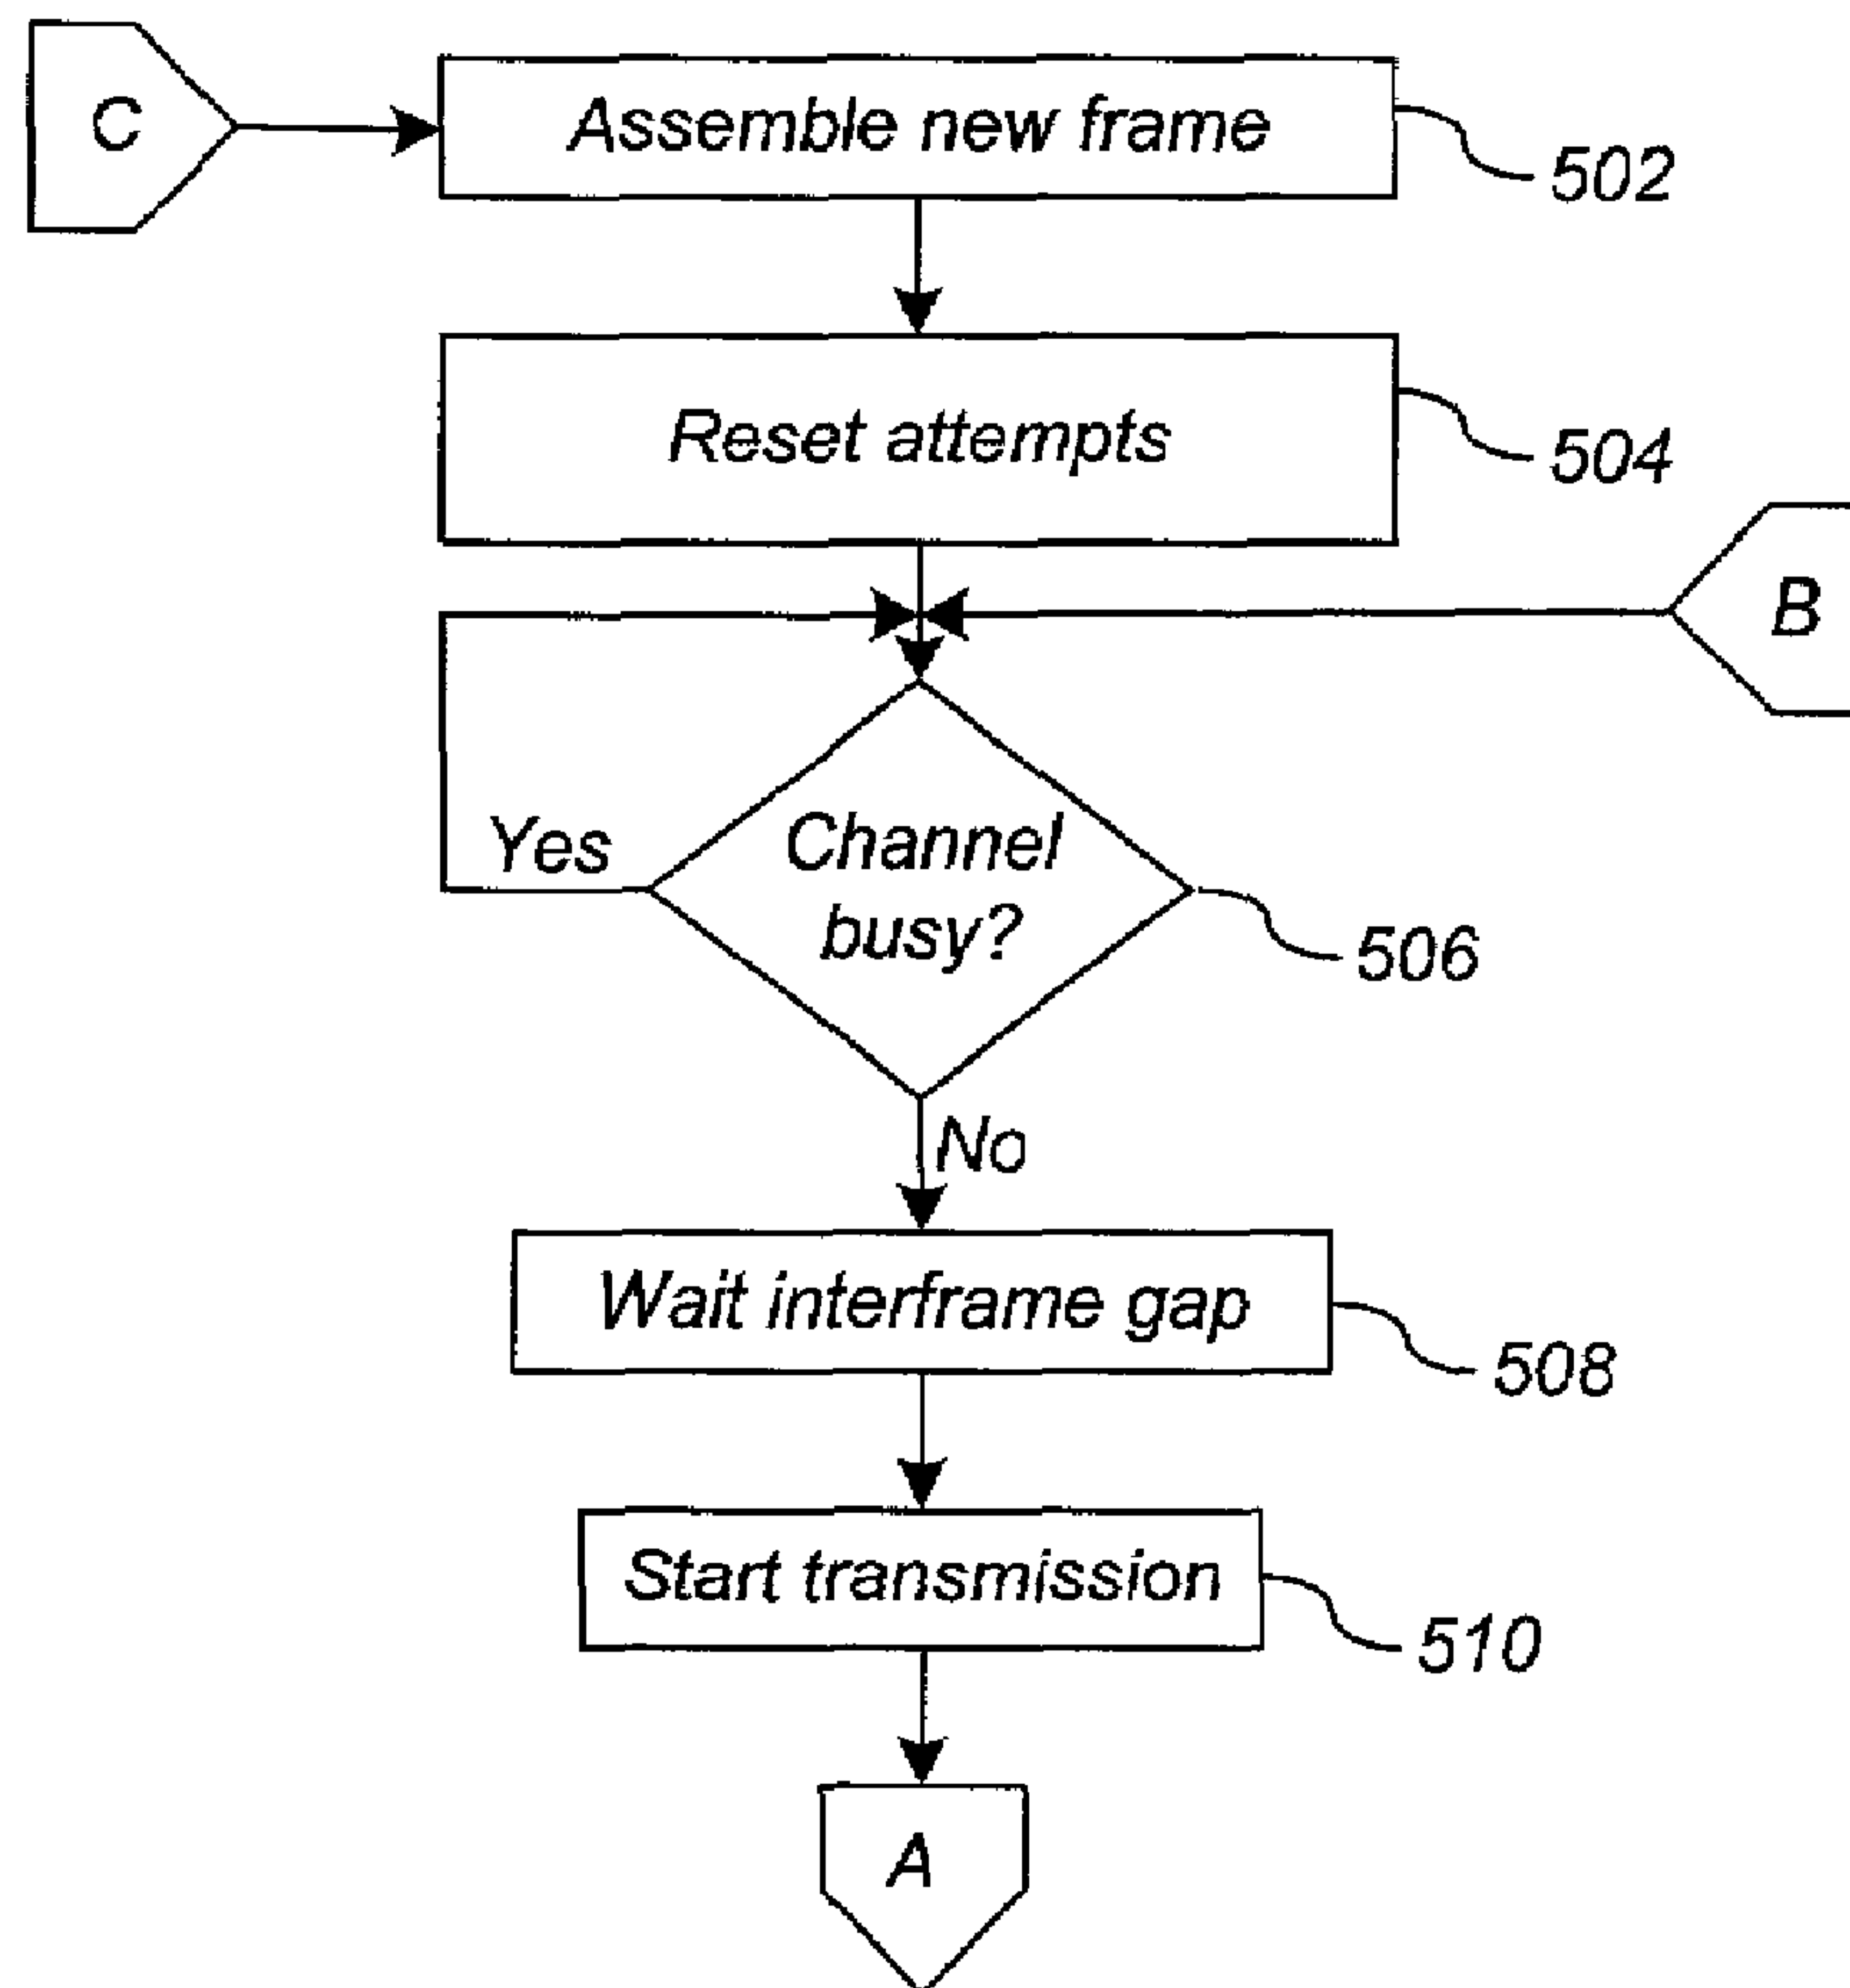 C
Assemble new frame
502
Reset attempts
504
B
Yes
Channel
busy?
506
No
Wait interframe gap
508
Start transmission
510
A